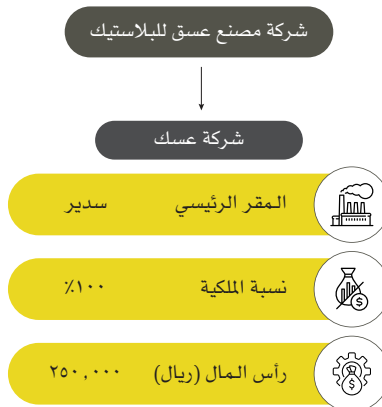 شركة مصنع عسق للبلاستيك
شركة عسك
المقر الرئيسي سدير
نسبة الملكية ١٠٠٪
رأس المال (ريال) ٢٥٠,٠٠٠